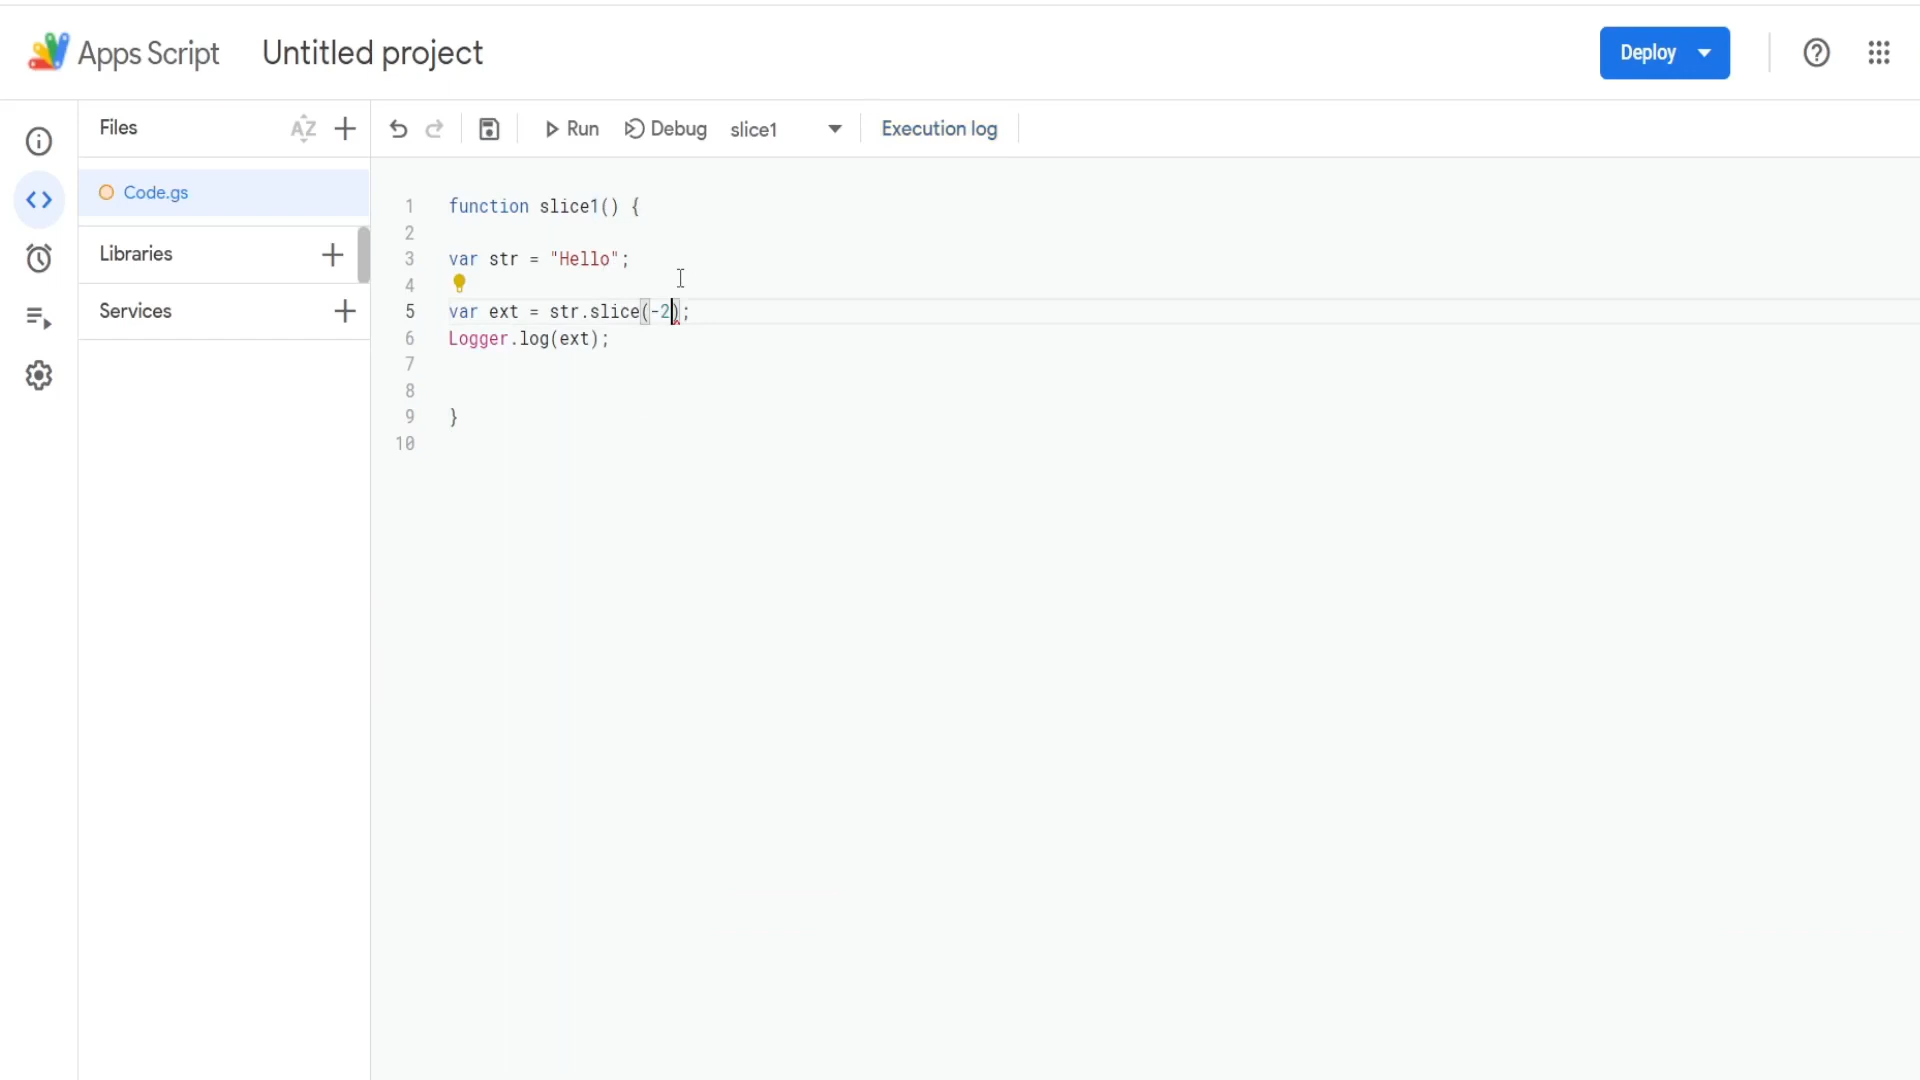 Apps Script Untitled project Deploy
Files AZ Run Debug slice1 Execution log
Code.gs
Libraries
Services
1 function slice1() {
2
3 var str = "Hello";
4
5 var ext = str.slice(-2);
6 Logger.log(ext);
7
8
9 }
10